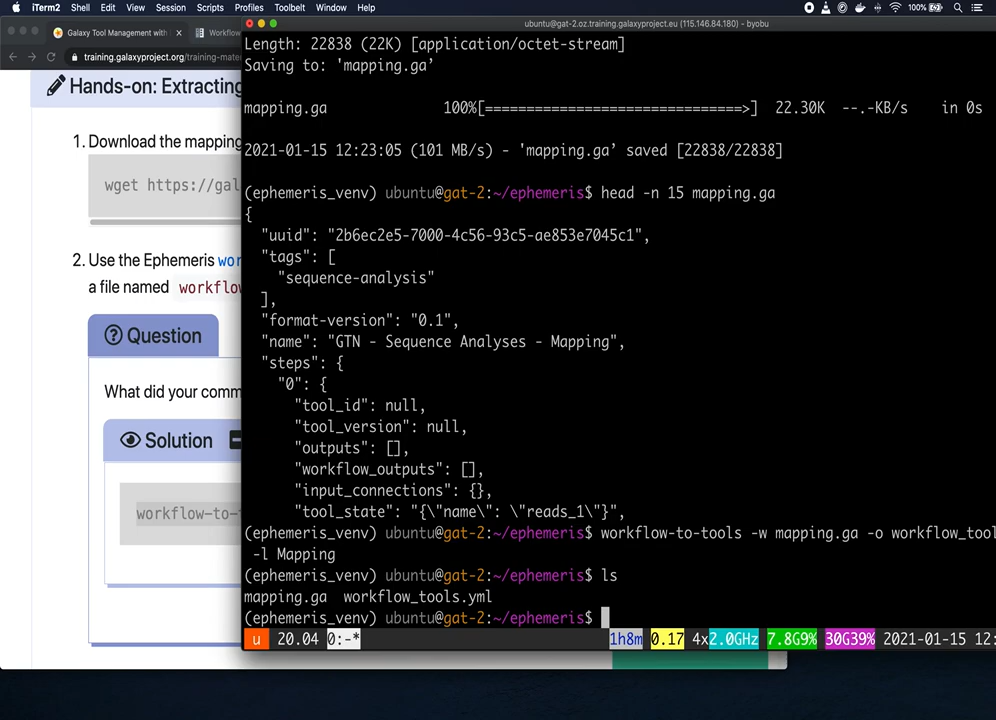 iTerm2 Shell Edit View Session Scripts Profiles Toolbelt Window Help 100%
Galaxy Tool Management with
Workflow
training.galaxyproject.org/training-mate
ubuntu@gat-2.oz.training.galaxyproject.eu (115.146.84.180) - byobu
Hands-on: Extracting
1. Download the mapping
wget https://gal
2. Use the Ephemeris wor
a file named workflo
Question
What did your comm
Solution
workflow-to-t
Length: 22838 (22K) [application/octet-stream]
Saving to: ‘mapping.ga’
mapping.ga 100%[==============================>] 22.30K --.-KB/s in 0s
2021-01-15 12:23:05 (101 MB/s) - ‘mapping.ga’ saved [22838/22838]
(ephemeris_venv) ubuntu@gat-2:~/ephemeris$ head -n 15 mapping.ga
{
"uuid": "2b6ec2e5-7000-4c56-93c5-ae853e7045c1",
"tags": [
"sequence-analysis"
],
"format-version": "0.1",
"name": "GTN - Sequence Analyses - Mapping",
"steps": {
"0": {
"tool_id": null,
"tool_version": null,
"outputs": [],
"workflow_outputs": [],
"input_connections": {},
"tool_state": "{\"name\": \"reads_1\"}",
(ephemeris_venv) ubuntu@gat-2:~/ephemeris$ workflow-to-tools -w mapping.ga -o workflow_tool
-l Mapping
(ephemeris_venv) ubuntu@gat-2:~/ephemeris$ ls
mapping.ga workflow_tools.yml
(ephemeris_venv) ubuntu@gat-2:~/ephemeris$
u 20.04 0:-* 1h8m 0.17 4x2.0GHz 7.8G9% 30G39% 2021-01-15 12: